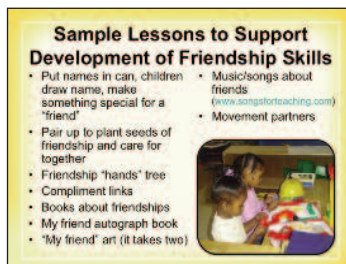 Sample Lessons to Support
Development of Friendship Skills
• Put names in can, children
draw name, make
something special for a
"friend"
• Pair up to plant seeds of
friendship and care for
together
• Friendship "hands" tree
• Compliment links
• Books about friendships
• My friend autograph book
• "My friend" art (it takes two)
• Music/songs about
friends
(www.songsforteaching.com)
• Movement partners